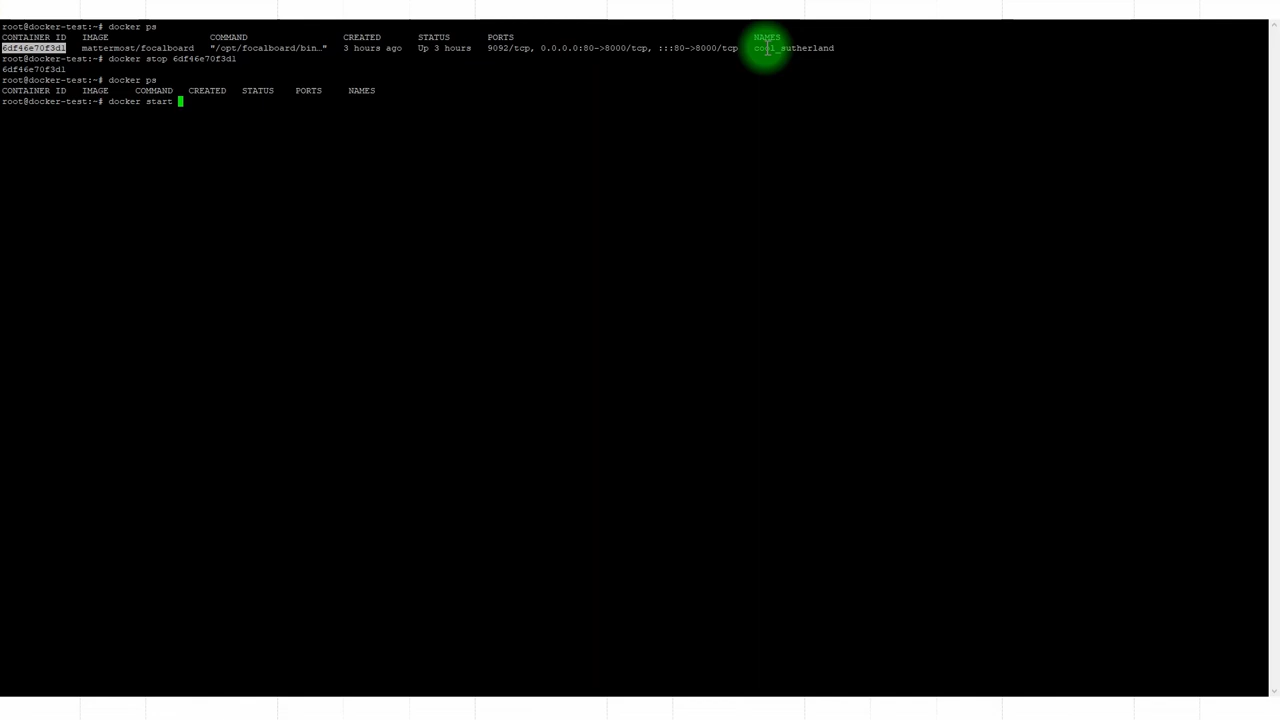 root@docker-test:~# docker ps
CONTAINER ID   IMAGE                   COMMAND                  CREATED       STATUS       PORTS                                             NAMES
6df46e70f3d1   mattermost/focalboard   "/opt/focalboard/bin…"   3 hours ago   Up 3 hours   9092/tcp, 0.0.0.0:80->8000/tcp, :::80->8000/tcp   cool_sutherland
root@docker-test:~# docker stop 6df46e70f3d1
6df46e70f3d1
root@docker-test:~# docker ps
CONTAINER ID   IMAGE     COMMAND   CREATED   STATUS    PORTS     NAMES
root@docker-test:~# docker start